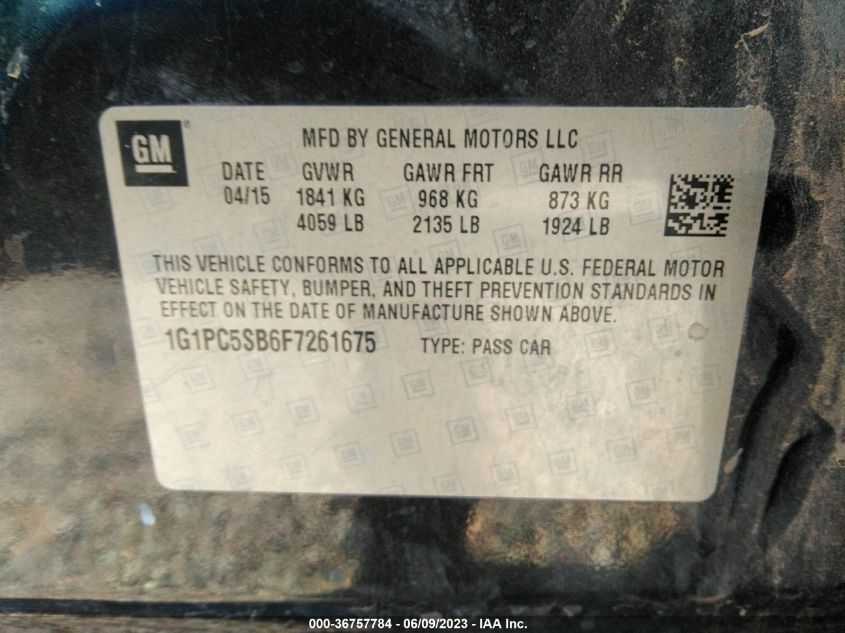 GM®
MFD BY GENERAL MOTORS LLC
DATE GVWR GAWR FRT GAWR RR
04/15 1841 KG 968 KG 873 KG
4059 LB 2135 LB 1924 LB
THIS VEHICLE CONFORMS TO ALL APPLICABLE U.S. FEDERAL MOTOR
VEHICLE SAFETY, BUMPER, AND THEFT PREVENTION STANDARDS IN
EFFECT ON THE DATE OF MANUFACTURE SHOWN ABOVE.
1G1PC5SB6F7261675 TYPE: PASS CAR
000-36757784 - 06/09/2023 - IAA Inc.